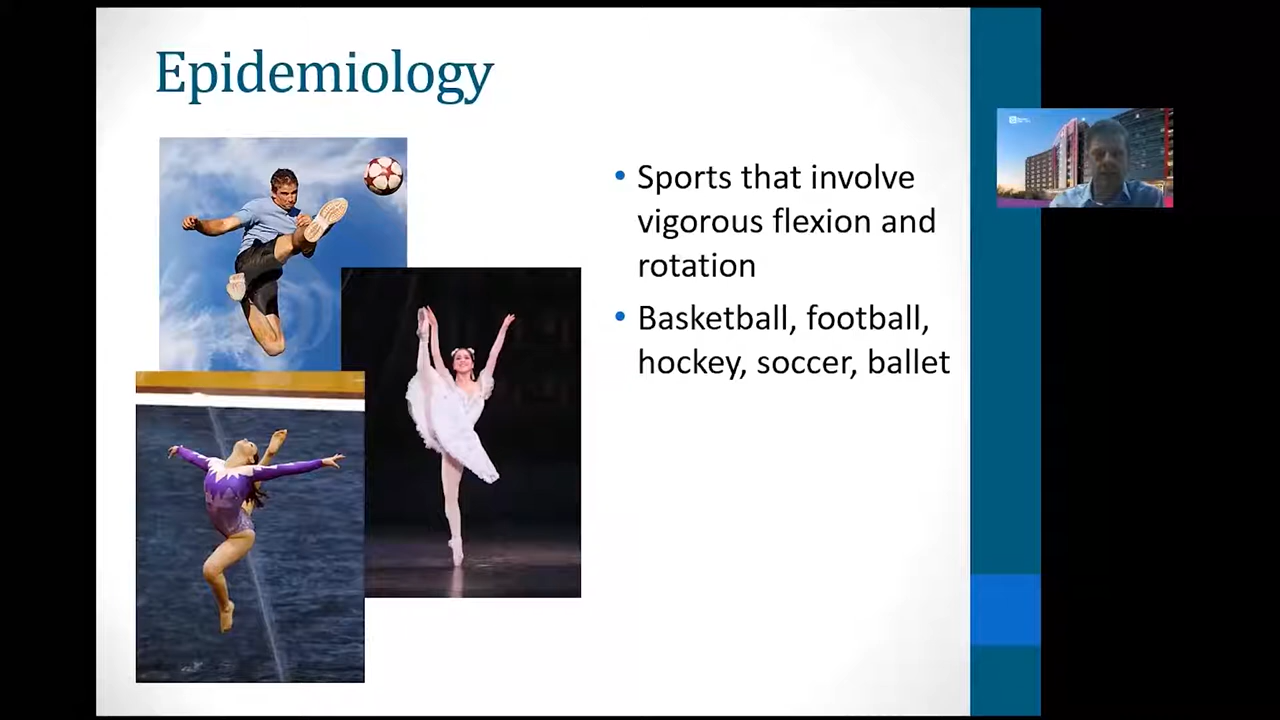 Epidemiology
• Sports that involve
vigorous flexion and
rotation
• Basketball, football,
hockey, soccer, ballet